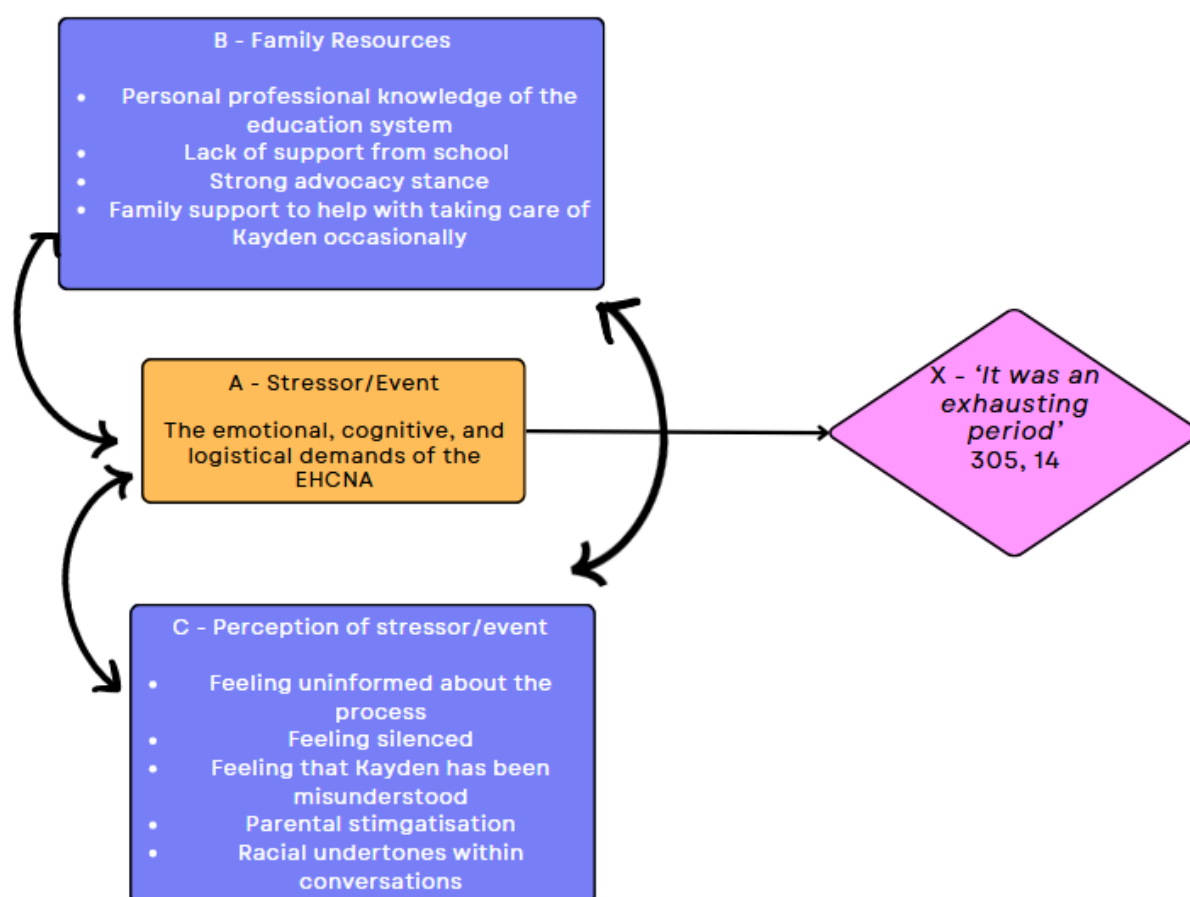 B - Family Resources
• Personal professional knowledge of the
education system
• Lack of support from school
• Strong advocacy stance
• Family support to help with taking care of
Kayden occasionally
A - Stressor/Event
The emotional, cognitive, and
logistical demands of the
EHCNA
X - ‘It was an
exhausting
period’
305, 14
C - Perception of stressor/event
• Feeling uninformed about the
process
• Feeling silenced
• Feeling that Kayden has been
misunderstood
• Parental stimgatisation
• Racial undertones within
conversations